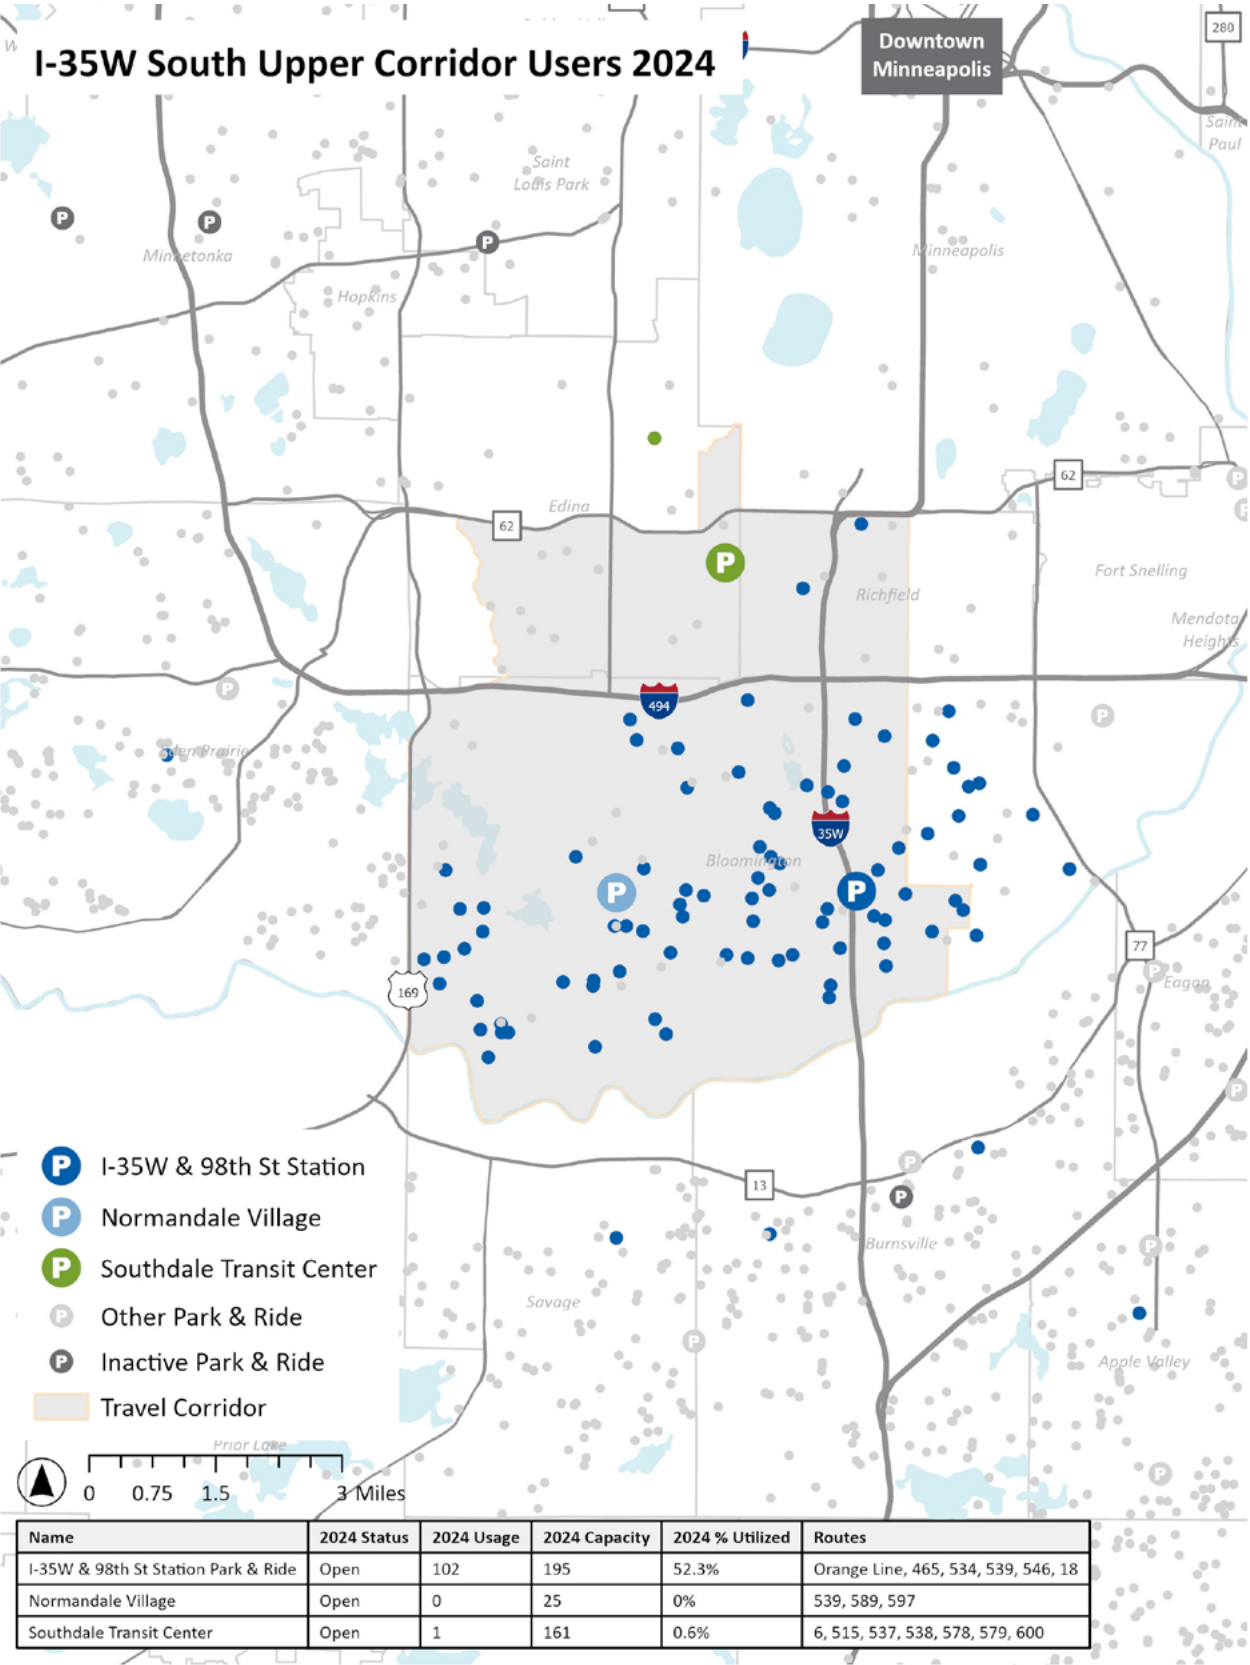 I-35W South Upper Corridor Users 2024
Downtown
Minneapolis
280
Saint
Paul
Saint
Louis Park
P
P
P
Minnetonka
Minneapolis
Hopkins
62
P
Edina
62
P
P
Fort Snelling
Richfield
Mendota
Heights
P
494
P
Eden Prairie
35W
Bloomington
P
P
77
P
Eagan
169
P
P I-35W & 98th St Station
P
13
P
P Normandale Village
Burnsville
P
P Southdale Transit Center
Savage
P Other Park & Ride
P
P Inactive Park & Ride
Apple Valley
Travel Corridor
Prior Lake
P
0 0.75 1.5 3 Miles
Name 2024 Status 2024 Usage 2024 Capacity 2024 % Utilized Routes
I-35W & 98th St Station Park & Ride Open 102 195 52.3% Orange Line, 465, 534, 539, 546, 18
Normandale Village Open 0 25 0% 539, 589, 597
Southdale Transit Center Open 1 161 0.6% 6, 515, 537, 538, 578, 579, 600